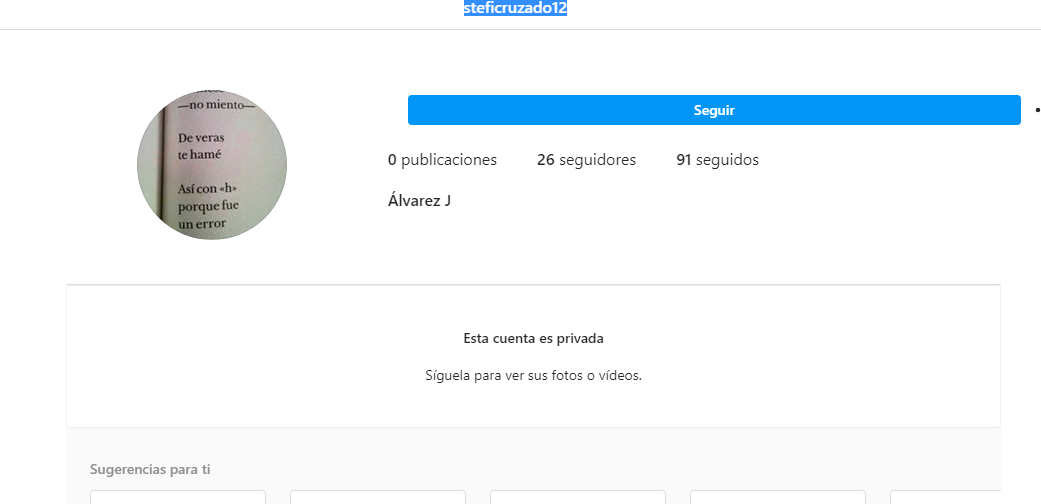 steficruzado12
Seguir
—no miento—
De veras
te hamé
Así con «h»
porque fue
un error
0 publicaciones 26 seguidores 91 seguidos
Álvarez J
Esta cuenta es privada
Síguela para ver sus fotos o vídeos.
Sugerencias para ti